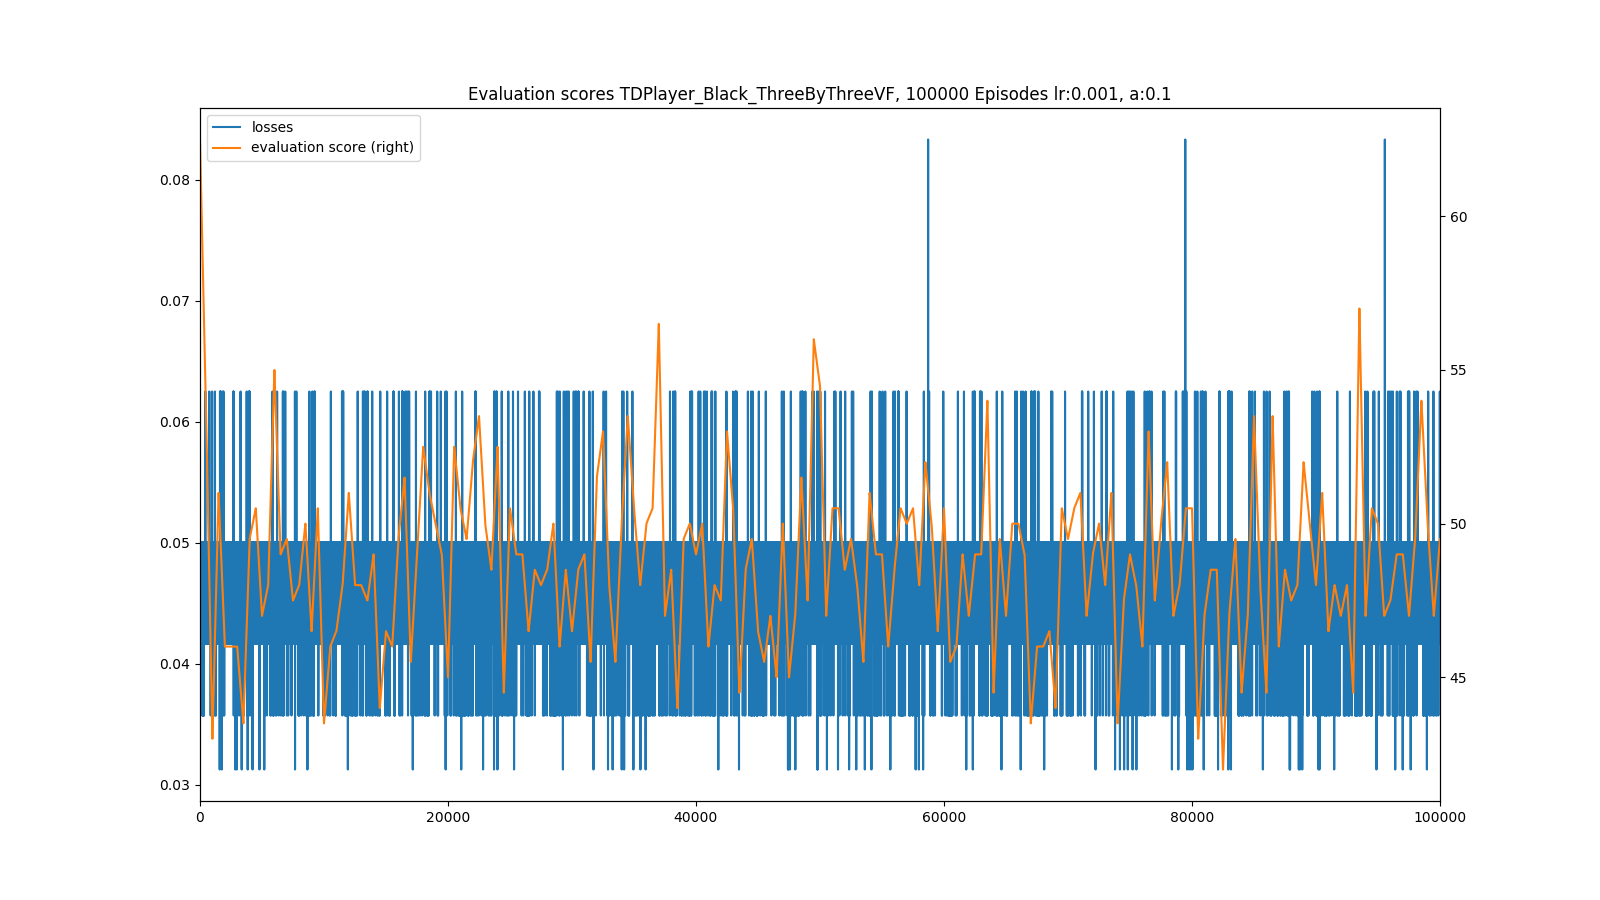 Evaluation scores TDPlayer_Black_ThreeByThreeVF, 100000 Episodes lr:0.001, a:0.1
losses
evaluation score (right)
0.08
0.07
0.06
0.05
0.04
0.03
60
55
50
45
0 20000 40000 60000 80000 100000